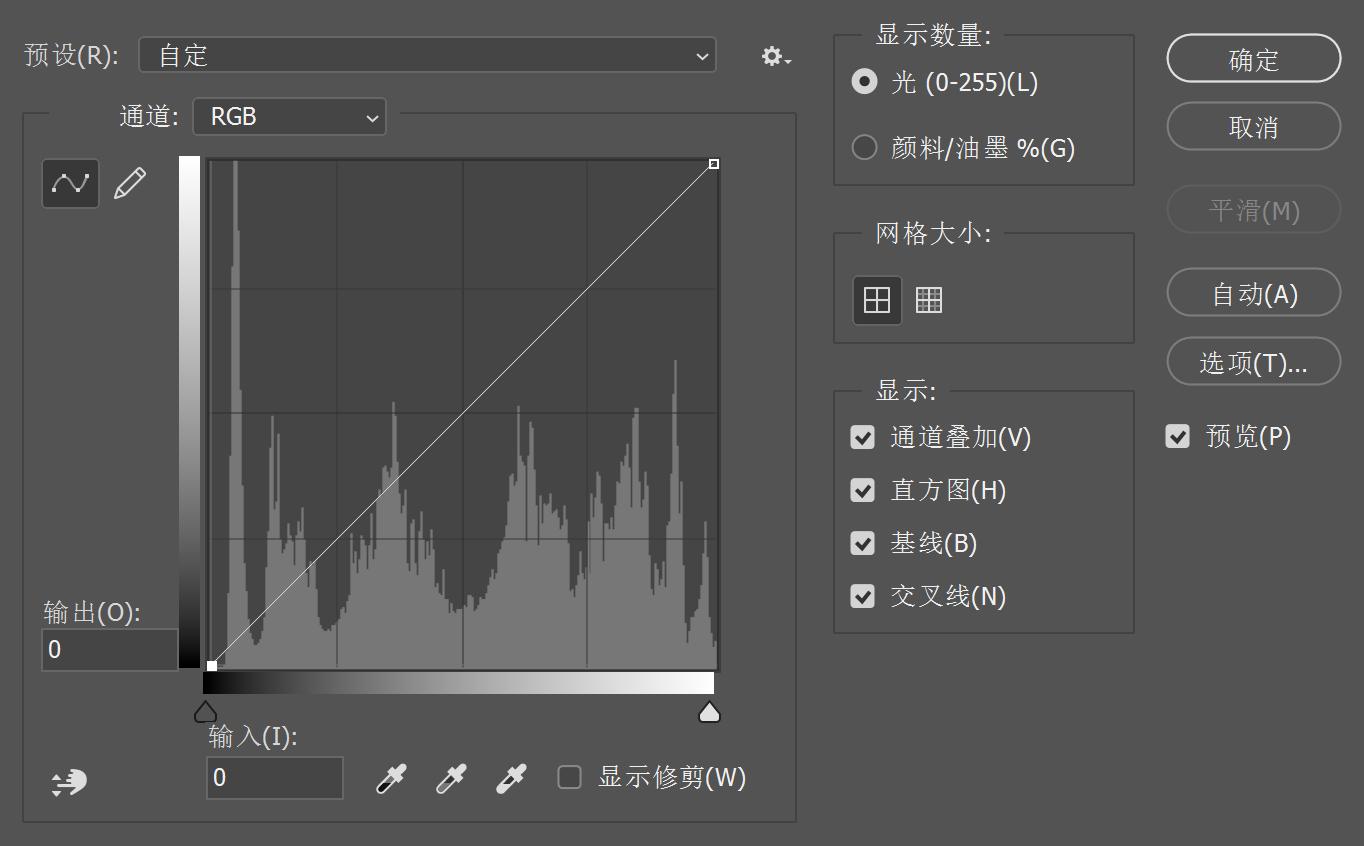 预设(R): 自定
通道: RGB
输出(O):
0
输入(I):
0
显示修剪(W)
显示数量:
光 (0-255)(L)
颜料/油墨 %(G)
网格大小:
显示:
通道叠加(V)
直方图(H)
基线(B)
交叉线(N)
确定
取消
平滑(M)
自动(A)
选项(T)...
预览(P)